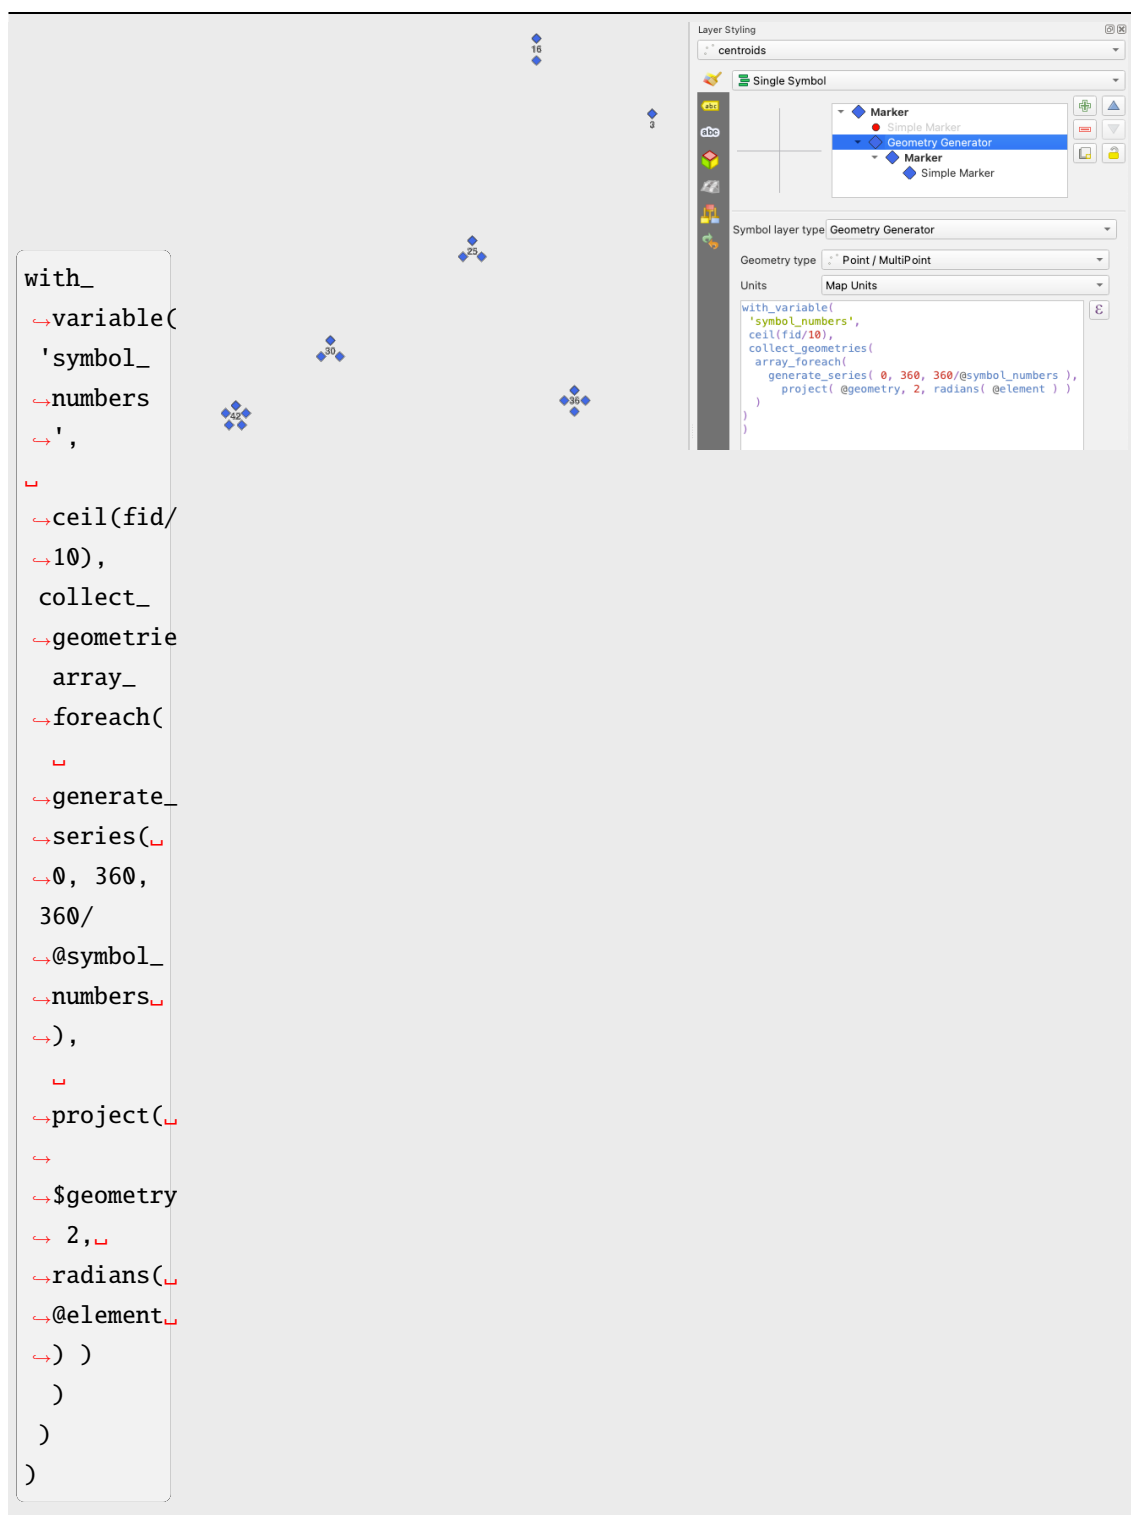 with_
↪variable(
'symbol_
↪numbers
↪',
␣
↪ceil(fid/
↪10),
collect_
↪geometrie
array_
↪foreach(
␣
↪generate_
↪series(␣
↪0, 360,
360/
↪@symbol_
↪numbers␣
↪),
␣
↪project(␣
↪
↪$geometry
↪ 2,␣
↪radians(␣
↪@element␣
↪) )
)
)
)
16
3
25
30
36
42
Layer Styling
centroids
Single Symbol
abc
abc
Marker
Simple Marker
Geometry Generator
Marker
Simple Marker
Symbol layer type Geometry Generator
Geometry type Point / MultiPoint
Units Map Units
with_variable(
'symbol_numbers',
ceil(fid/10),
collect_geometries(
array_foreach(
generate_series( 0, 360, 360/@symbol_numbers ),
project( @geometry, 2, radians( @element ) )
)
)
)
ε